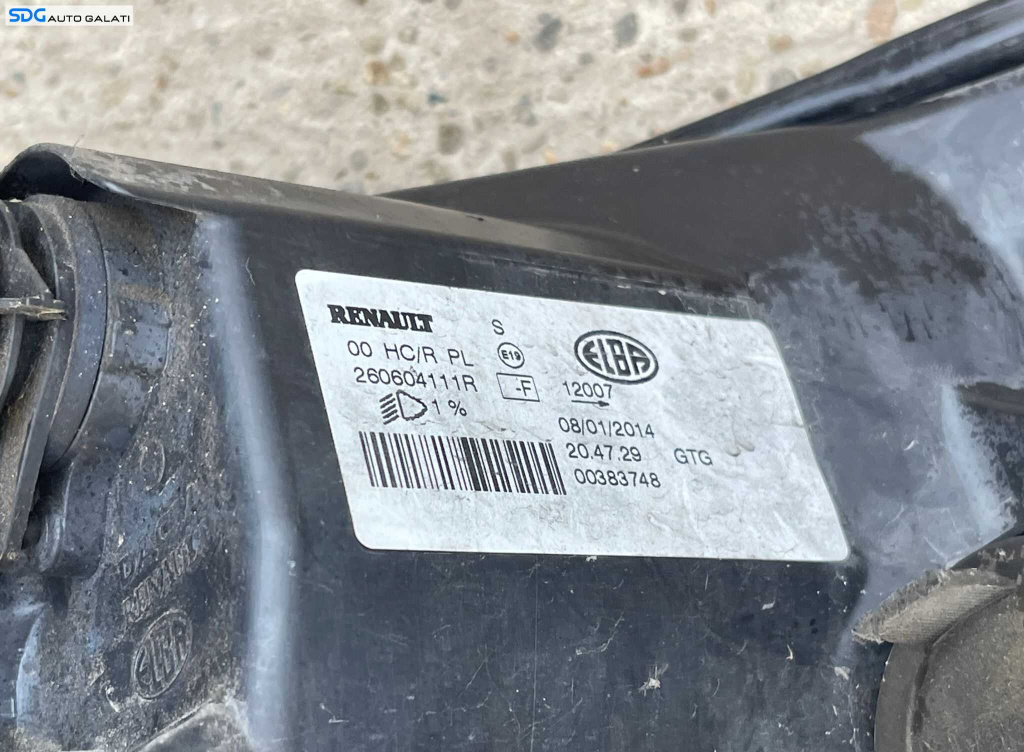 SDG AUTO GALATI
RENAULT S
00 HC/R PL E19 ELBA
260604111R -F 12007
1 %
08/01/2014
20.47.29 GTG
00383748
RENAULT
ELBA